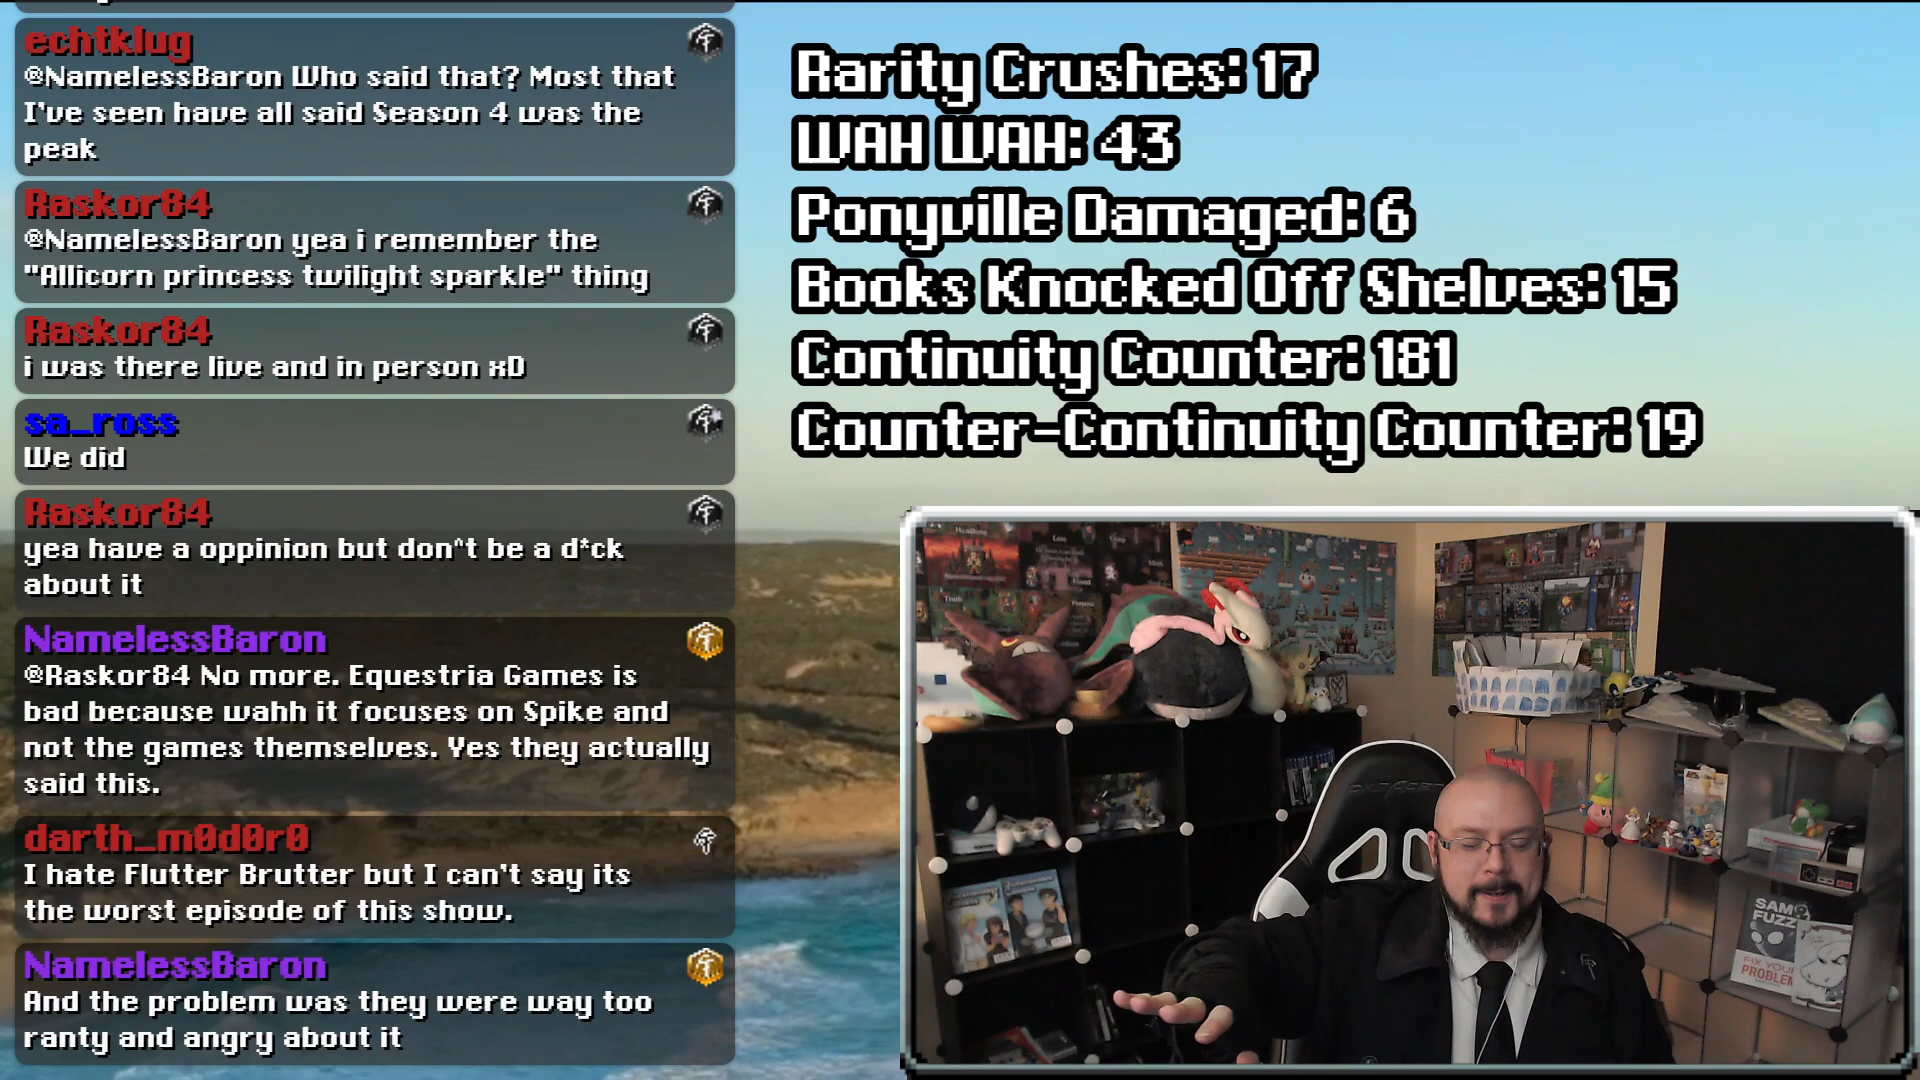 echtklug
@NamelessBaron Who said that? Most that
I've seen have all said Season 4 was the
peak
Raskor84
@NamelessBaron yea i remember the
"Allicorn princess twilight sparkle" thing
Raskor84
i was there live and in person xD
sa_ross
We did
Raskor84
yea have a oppinion but don^t be a d*ck
about it
NamelessBaron
@Raskor84 No more. Equestria Games is
bad because wahh it focuses on Spike and
not the games themselves. Yes they actually
said this.
darth_m0d0r0
I hate Flutter Brutter but I can't say its
the worst episode of this show.
NamelessBaron
And the problem was they were way too
ranty and angry about it
Rarity Crushes: 17
WAH WAH: 43
Ponyville Damaged: 6
Books Knocked Off Shelves: 15
Continuity Counter: 181
Counter-Continuity Counter: 19
SAM &
FUZZ
FIX YOUR
PROBLEM